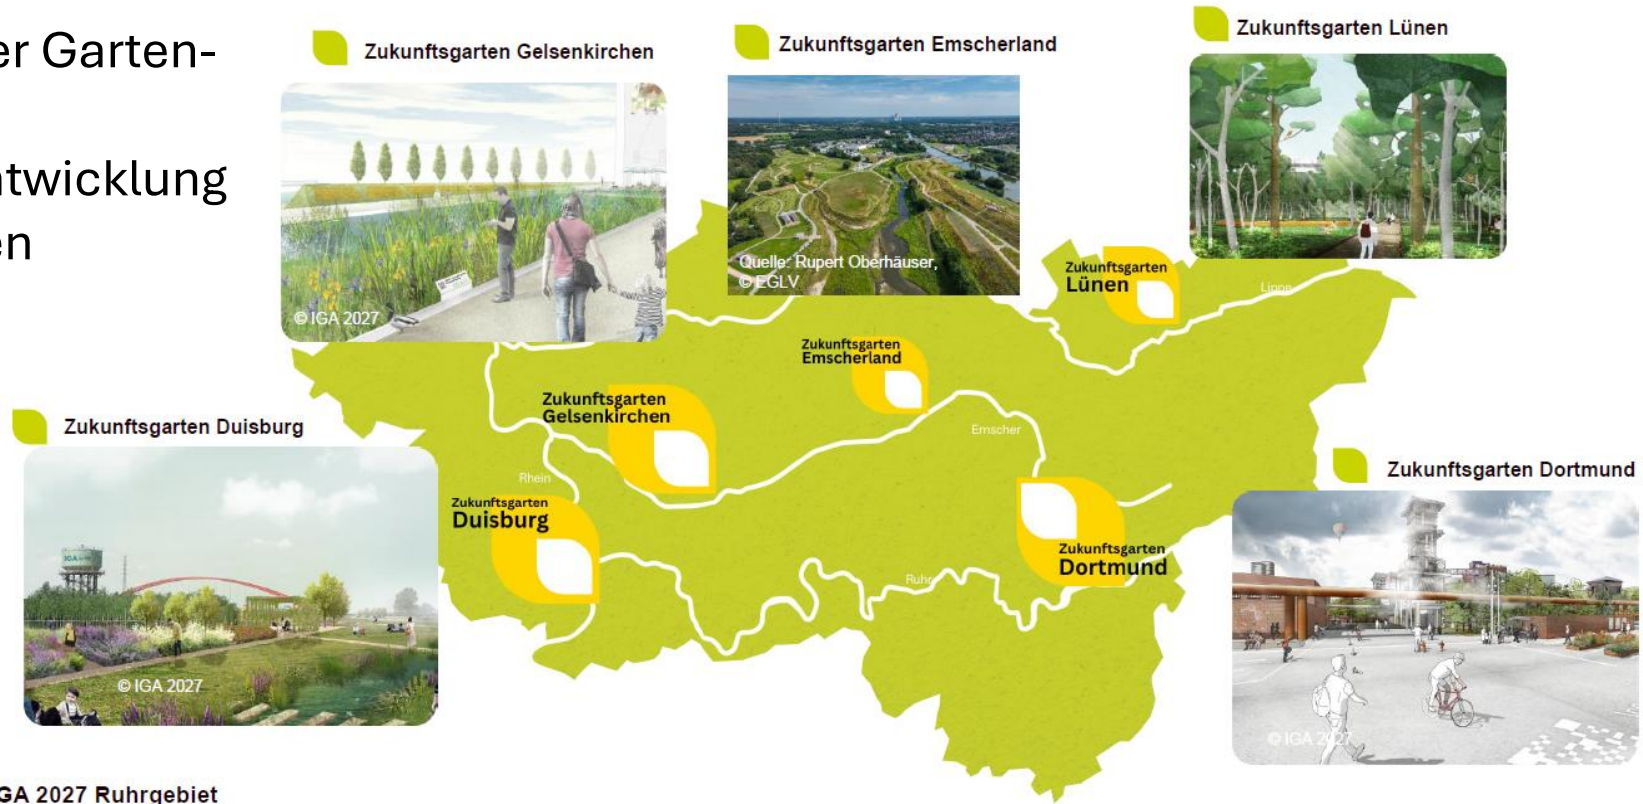 er Garten-
ntwicklung
en
Zukunftsgarten Gelsenkirchen
© IGA 2027
Zukunftsgarten Emscherland
Quelle: Rupert Oberhäuser,
© EGLV
Zukunftsgarten Lünen
Zukunftsgarten
Lünen
Lippe
Zukunftsgarten
Emscherland
Zukunftsgarten
Gelsenkirchen
Emscher
Zukunftsgarten Duisburg
IGA
© IGA 2027
Rhein
Zukunftsgarten
Duisburg
Zukunftsgarten
Dortmund
Ruhr
Zukunftsgarten Dortmund
© IGA 2027
GA 2027 Ruhrgebiet